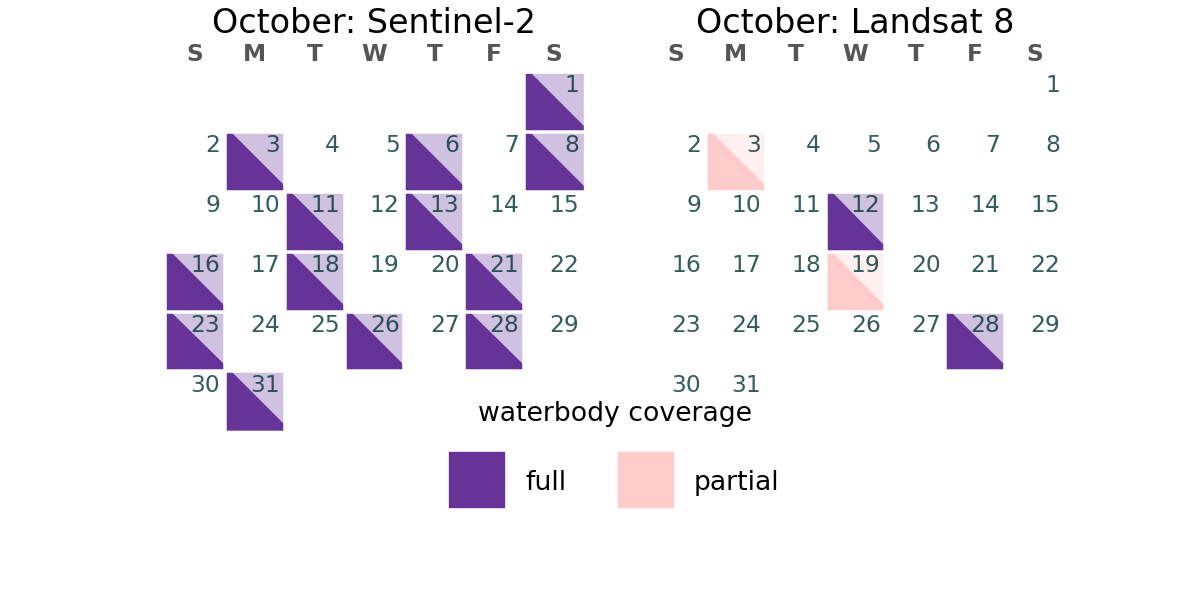 October: Sentinel-2
S M T W T F S
1
2 3 4 5 6 7 8
9 10 11 12 13 14 15
16 17 18 19 20 21 22
23 24 25 26 27 28 29
30 31
October: Landsat 8
S M T W T F S
1
2 3 4 5 6 7 8
9 10 11 12 13 14 15
16 17 18 19 20 21 22
23 24 25 26 27 28 29
30 31
waterbody coverage
full
partial